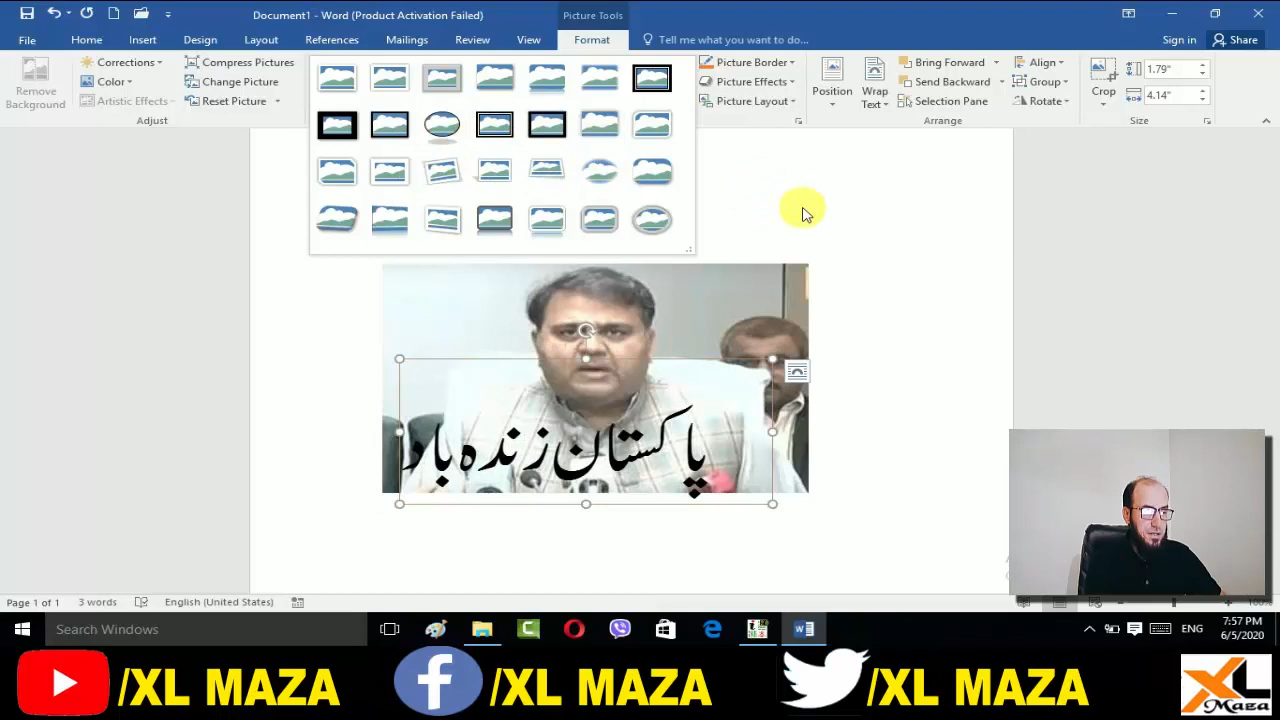 Document1 - Word (Product Activation Failed)
Picture Tools
File Home Insert Design Layout References Mailings Review View Format Tell me what you want to do... Sign in Share
Remove Background
Corrections
Color
Artistic Effects
Compress Pictures
Change Picture
Reset Picture
Adjust
Picture Border
Picture Effects
Picture Layout
Position
Wrap Text
Bring Forward
Send Backward
Selection Pane
Align
Group
Rotate
Arrange
Crop
1.79"
4.14"
Size
پاکستان زندہ باد
Page 1 of 1 3 words English (United States) 100%
Search Windows
ENG
7:57 PM
6/5/2020
/XL MAZA /XL MAZA /XL MAZA
XL
Maza